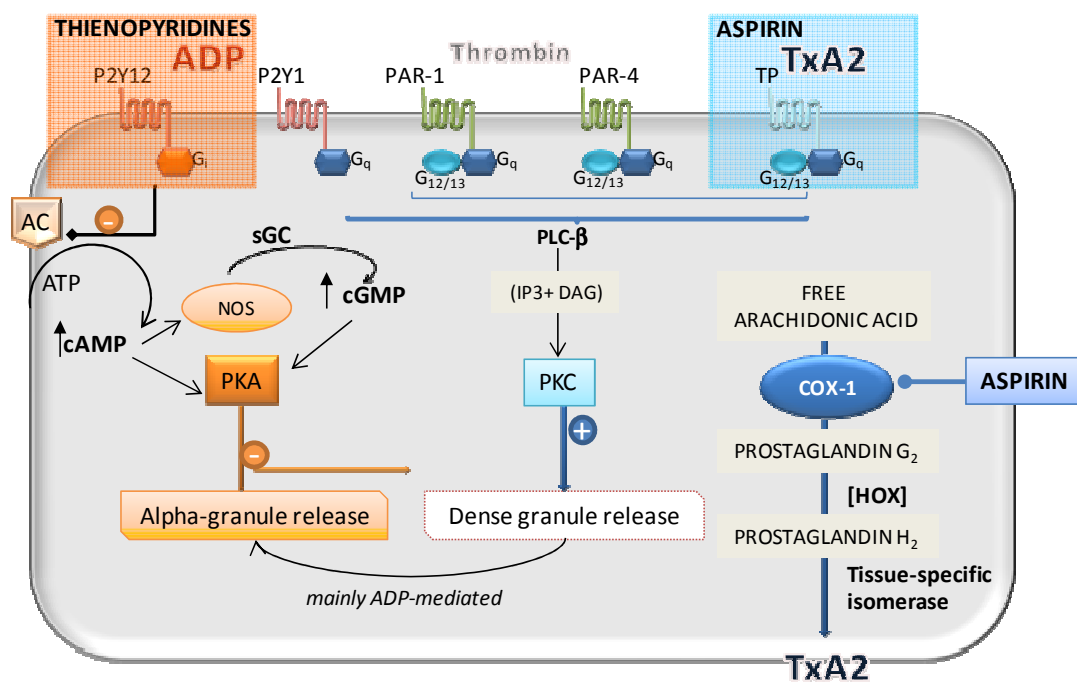 THIENOPYRIDINES
ADP
Thrombin
ASPIRIN
TxA2
P2Y12
P2Y1
PAR-1
PAR-4
TP
Gi
Gq
G12/13
Gq
G12/13
Gq
G12/13
Gq
AC
-
ATP
cAMP
sGC
NOS
cGMP
PKA
-
Alpha-granule release
PLC-β
(IP3+ DAG)
PKC
+
Dense granule release
mainly ADP-mediated
FREE
ARACHIDONIC ACID
COX-1
ASPIRIN
PROSTAGLANDIN G2
[HOX]
PROSTAGLANDIN H2
Tissue-specific
isomerase
TxA2